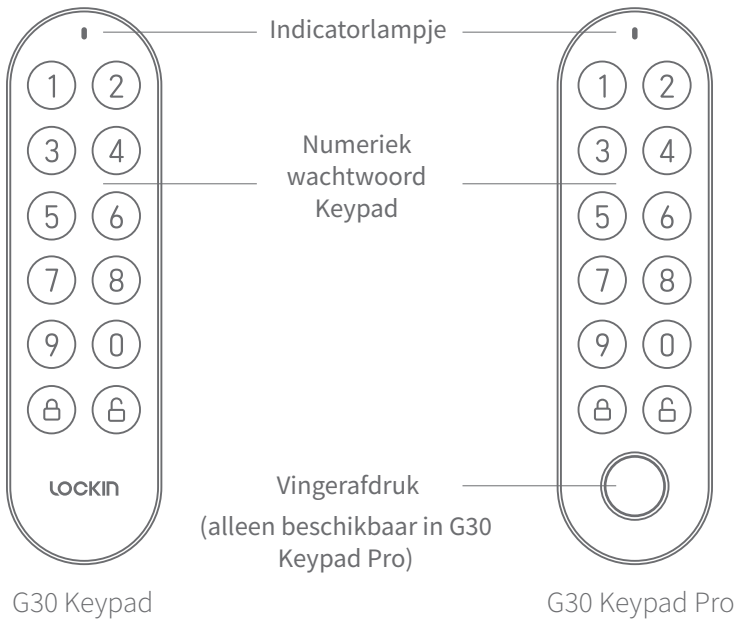 Indicatorlampje
1 2 1 2
3 4 3 4
Numeriek
wachtwoord
Keypad
5 6 5 6
7 8 7 8
9 0 9 0
LOCKIN
Vingerafdruk
(alleen beschikbaar in G30
Keypad Pro)
G30 Keypad
G30 Keypad Pro